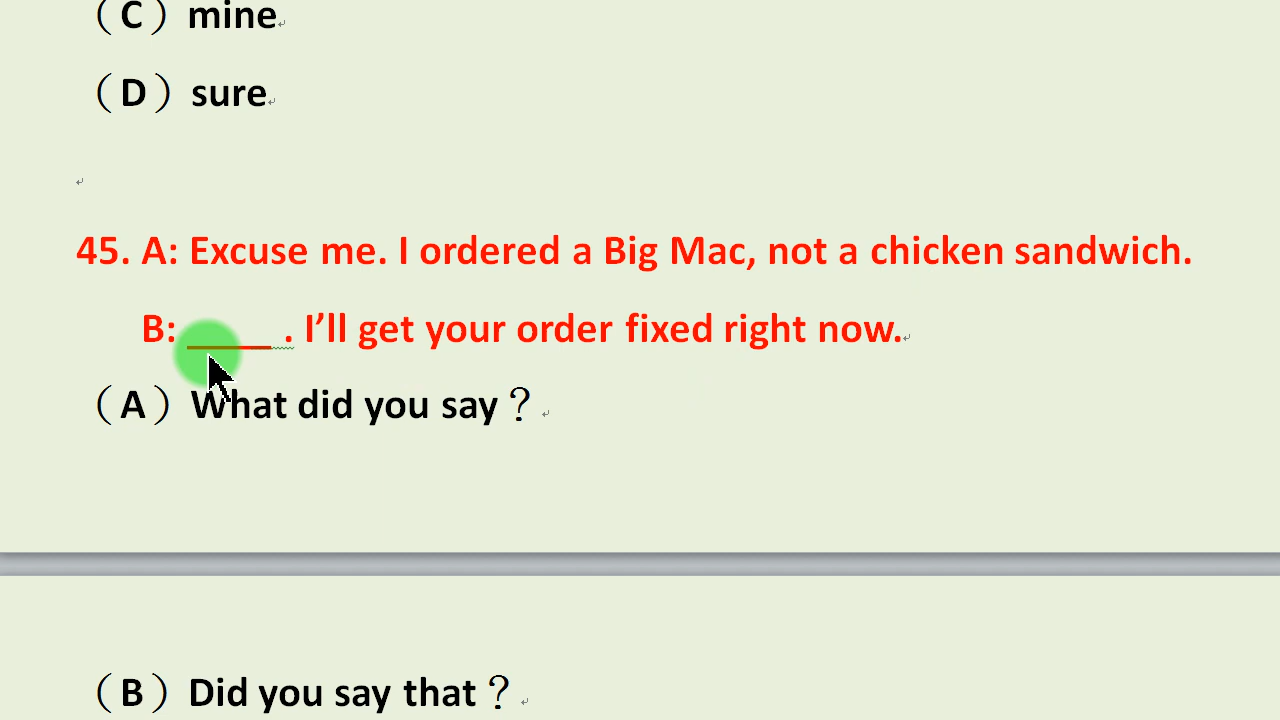 （C）mine
（D）sure
45. A: Excuse me. I ordered a Big Mac, not a chicken sandwich.
B: _____ . I’ll get your order fixed right now.
（A）What did you say？
（B）Did you say that？